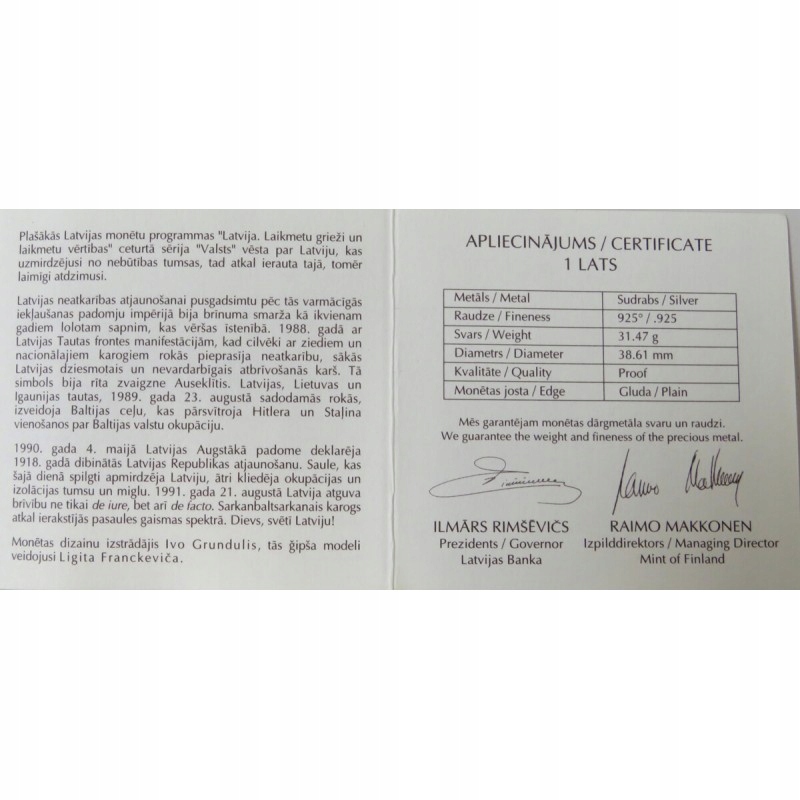 Plašākās Latvijas monētu programmas "Latvija. Laikmetu grieži un
laikmetu vērtības" ceturtā sērija "Valsts" vēsta par Latviju, kas
uzmirdzējusi no nebūtības tumsas, tad atkal ierauta tajā, tomēr
laimīgi atdzimusi.
Latvijas neatkarības atjaunošanai pusgadsimtu pēc tās varmācīgās
iekļaušanas padomju impērijā bija brīnuma smarža kā ikvienam
gadiem lolotam sapnim, kas vēršas īstenībā. 1988. gadā ar
Latvijas Tautas frontes manifestācijām, kad cilvēki ar ziediem un
nacionālajiem karogiem rokās pieprasīja neatkarību, sākās
Latvijas dziesmotais un nevardarbīgais atbrīvošanās karš. Tā
simbols bija rīta zvaigzne Auseklītis. Latvijas, Lietuvas un
Igaunijas tautas, 1989. gada 23. augustā sadodamās rokās,
izveidoja Baltijas ceļu, kas pārsvītroja Hitlera un Staļina
vienošanos par Baltijas valstu okupāciju.
1990. gada 4. maijā Latvijas Augstākā padome deklarēja
1918. gadā dibinātās Latvijas Republikas atjaunošanu. Saule, kas
šajā dienā spilgti apmirdzēja Latviju, ātri kliedēja okupācijas un
izolācijas tumsu un miglu. 1991. gada 21. augustā Latvija atguva
brīvību ne tikai de iure, bet arī de facto. Sarkanbaltsarkanais karogs
atkal ierakstījās pasaules gaismas spektrā. Dievs, svētī Latviju!
Monētas dizainu izstrādājis Ivo Grundulis, tās ģipša modeli
veidojusi Ligita Franckeviča.
APLIECINĀJUMS / CERTIFICATE
1 LATS
Metāls / Metal Sudrabs / Silver
Raudze / Fineness 925° / .925
Svars / Weight 31.47 g
Diametrs / Diameter 38.61 mm
Kvalitāte / Quality Proof
Monētas josta / Edge Gluda / Plain
Mēs garantējam monētas dārgmetāla svaru un raudzi.
We guarantee the weight and fineness of the precious metal.
ILMĀRS RIMŠĒVIČS RAIMO MAKKONEN
Prezidents / Governor Izpilddirektors / Managing Director
Latvijas Banka Mint of Finland